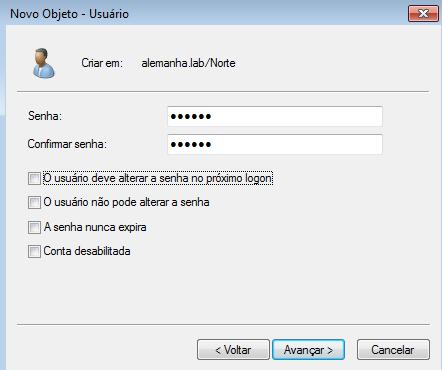 Novo Objeto - Usuário
Criar em: alemanha.lab/Norte
Senha: ••••••
Confirmar senha: ••••••
O usuário deve alterar a senha no próximo logon
O usuário não pode alterar a senha
A senha nunca expira
Conta desabilitada
< Voltar Avançar > Cancelar